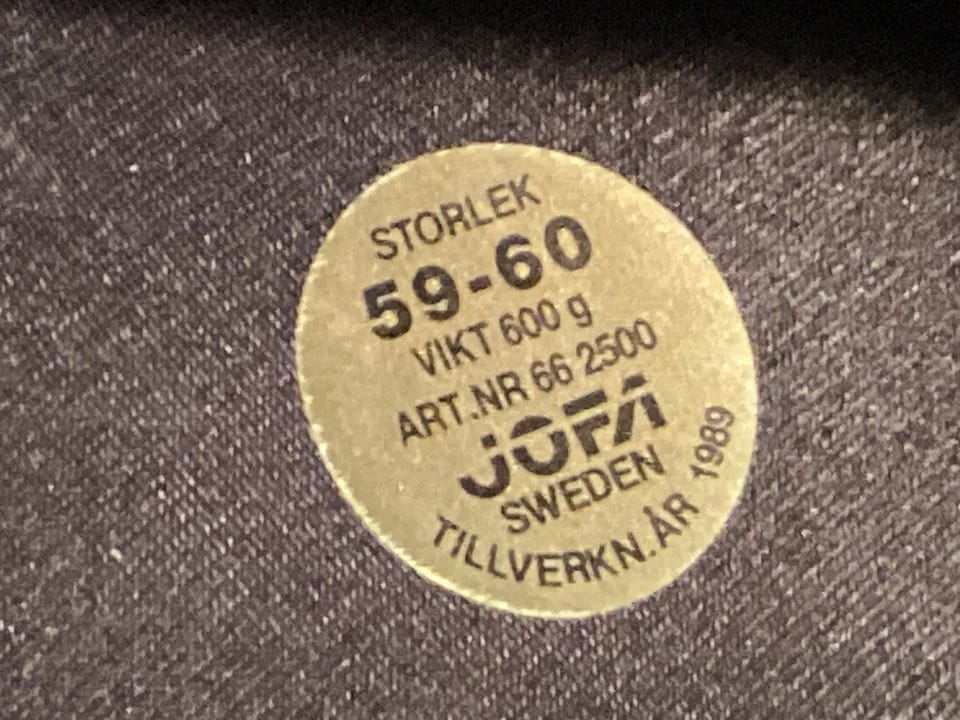 STORLEK
59-60
VIKT 600 g
ART.NR 66 2500
JOFA
SWEDEN
TILLVERKN.ÅR 1989